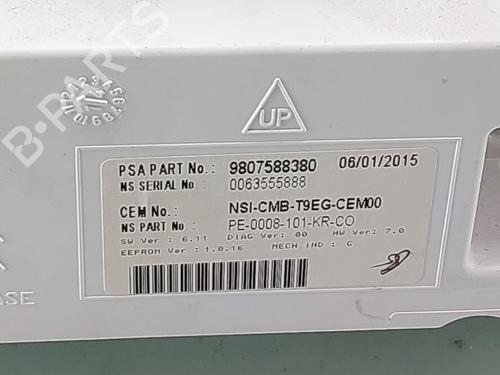 B-PARTS
UP
PSA PART No.: 9807588380 06/01/2015
NS SERIAL No.: 0063555888
CEM No.: NSI-CMB-T9EG-CEM00
NS PART No.: PE-0008-101-KR-CO
SW Ver : 6.11 DIAG Ver: 00 HW Ver: 7.0
EEPROM Ver : 1.0.16 MECH IND : G
ASE